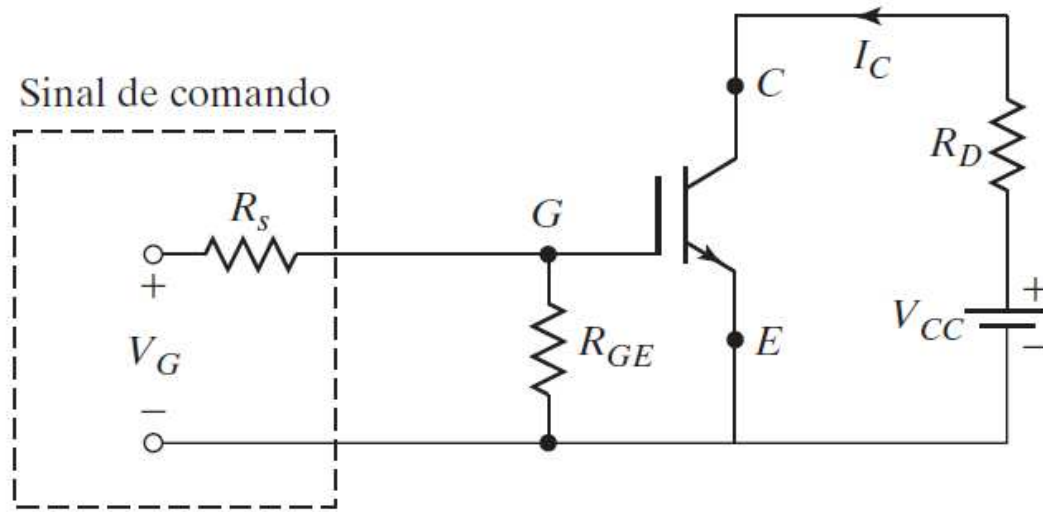 Sinal de comando
I_C
C
R_D
R_s
G
+
V_G
−
R_GE
E
V_CC
+
−